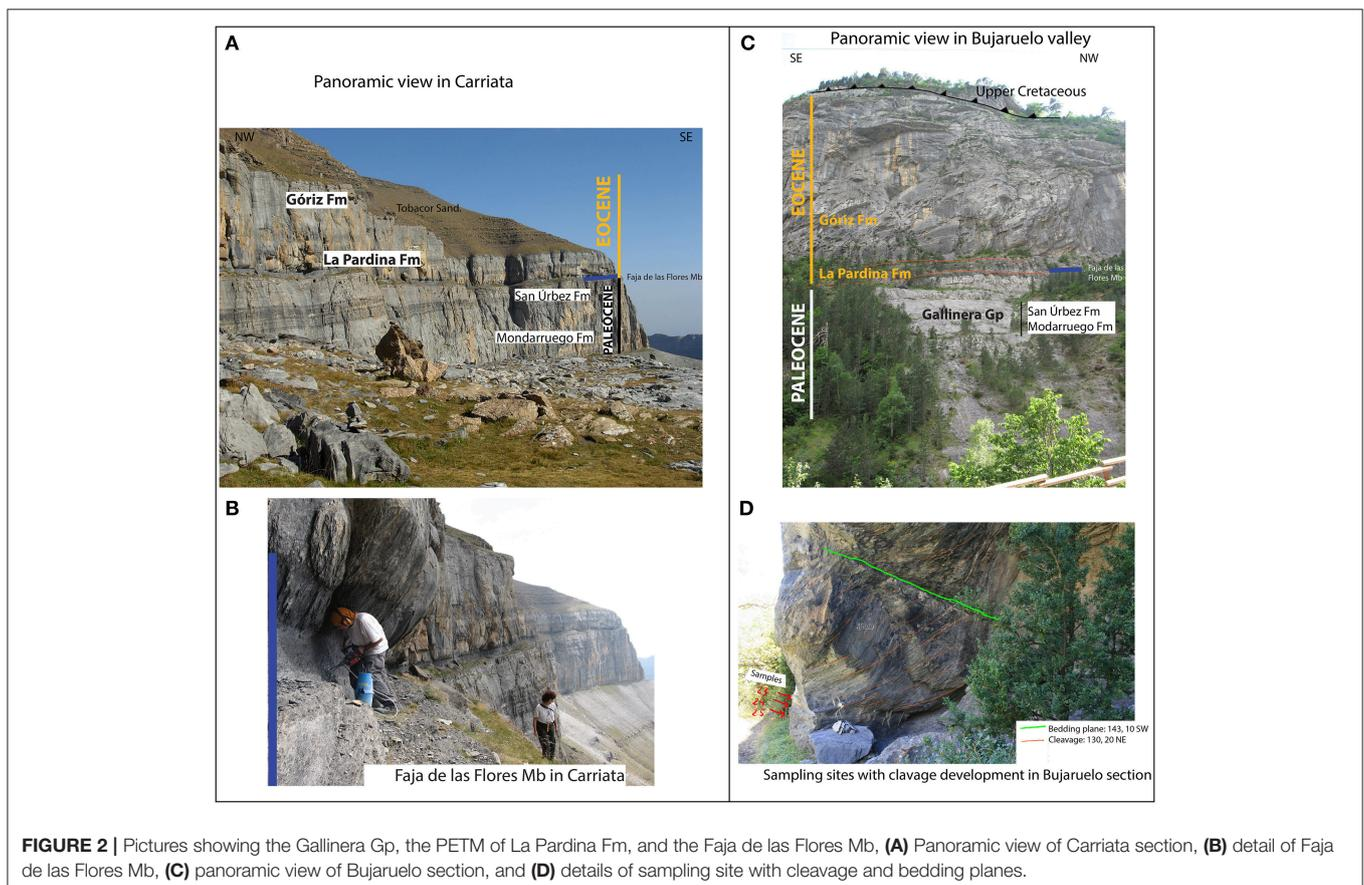 A
Panoramic view in Carriata
NW
SE
Góriz Fm
Tobacor Sand.
La Pardina Fm
EOCENE
Faja de las Flores Mb
San Úrbez Fm
PALEOCENE
Mondarruego Fm
B
Faja de las Flores Mb in Carriata
C
Panoramic view in Bujaruelo valley
SE
NW
Upper Cretaceous
EOCENE
Góriz Fm
La Pardina Fm
Faja de las
Flores Mb
PALEOCENE
Gallinera Gp
San Úrbez Fm
Modarruego Fm
D
Samples
23
24
25
Bedding plane: 143, 10 SW
Cleavage: 130, 20 NE
Sampling sites with clavage development in Bujaruelo section
FIGURE 2 | Pictures showing the Gallinera Gp, the PETM of La Pardina Fm, and the Faja de las Flores Mb, (A) Panoramic view of Carriata section, (B) detail of Faja
de las Flores Mb, (C) panoramic view of Bujaruelo section, and (D) details of sampling site with cleavage and bedding planes.